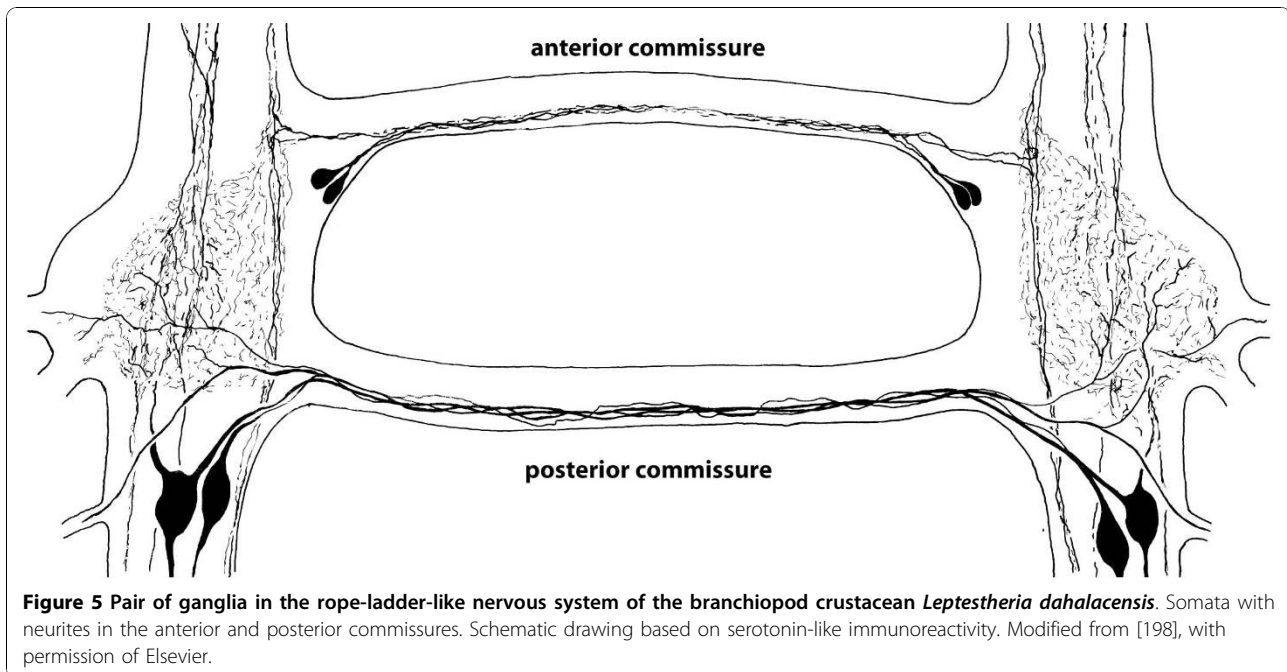 anterior commissure
posterior commissure
Figure 5 Pair of ganglia in the rope-ladder-like nervous system of the branchiopod crustacean Leptestheria dahalacensis. Somata with
neurites in the anterior and posterior commissures. Schematic drawing based on serotonin-like immunoreactivity. Modified from [198], with
permission of Elsevier.